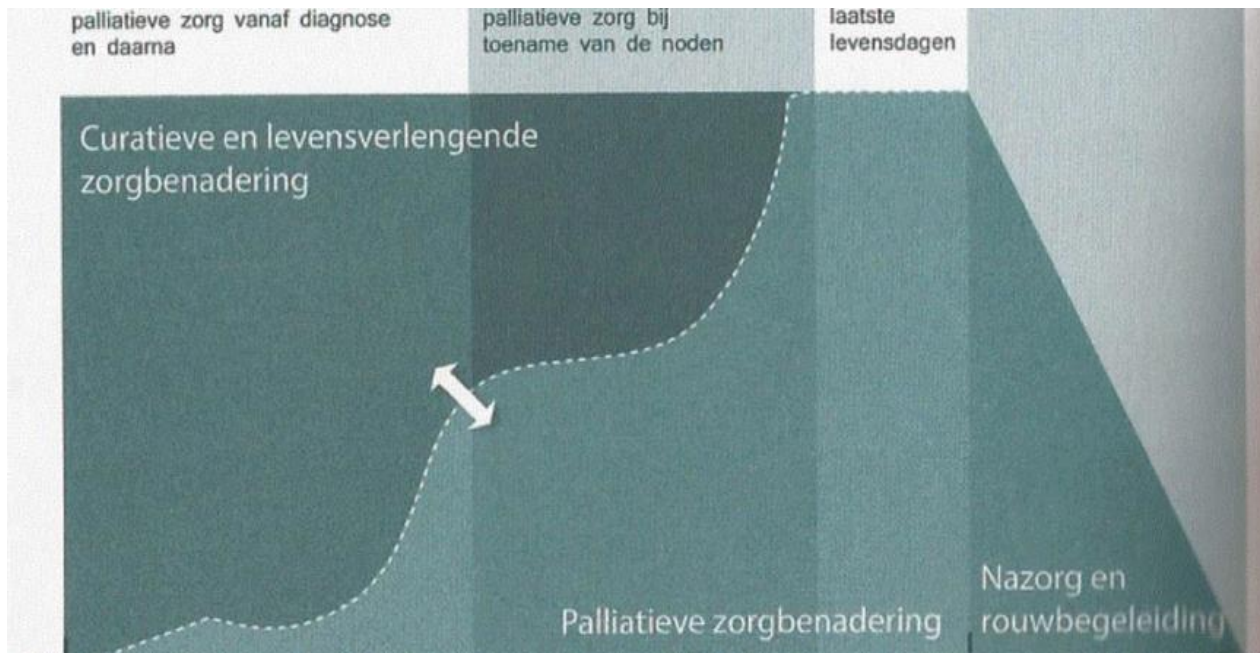 palliatieve zorg vanaf diagnose
en daarna
palliatieve zorg bij
toename van de noden
laatste
levensdagen
Curatieve en levensverlengende
zorgbenadering
Palliatieve zorgbenadering
Nazorg en
rouwbegeleiding